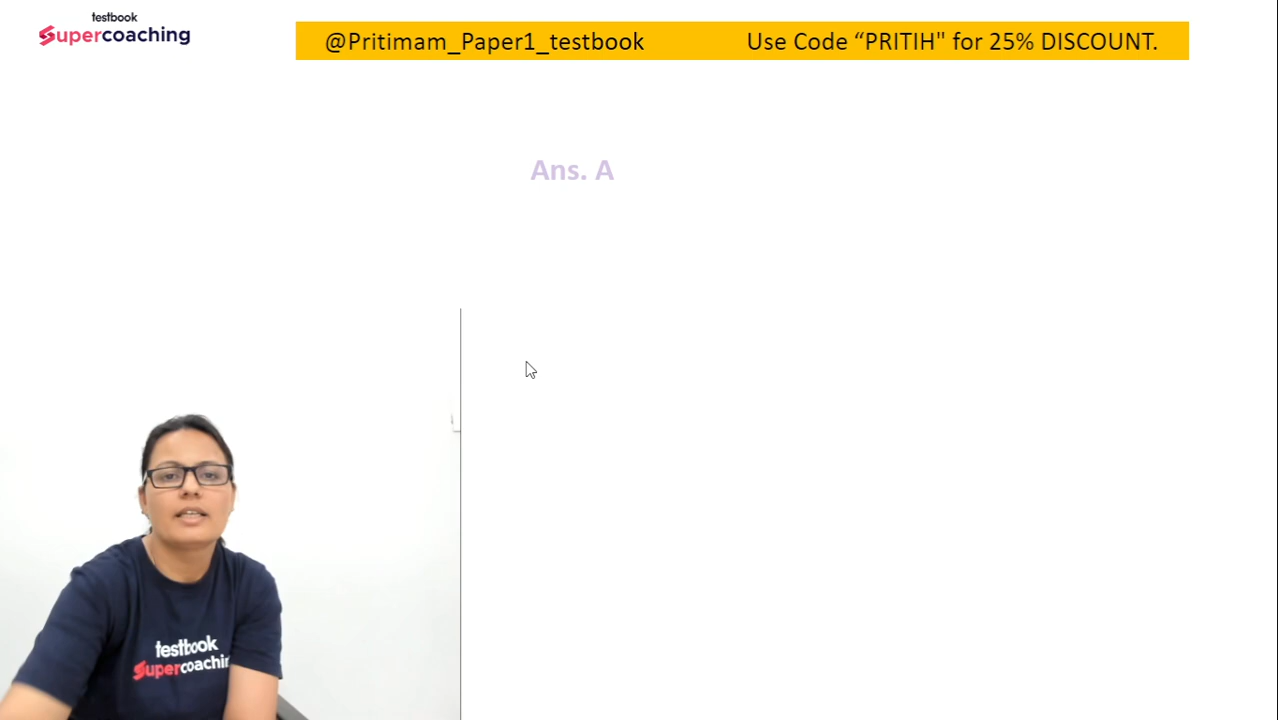 testbook
Supercoaching
@Pritimam_Paper1_testbook Use Code “PRITIH" for 25% DISCOUNT.
Ans. A
testbook
Supercoachin